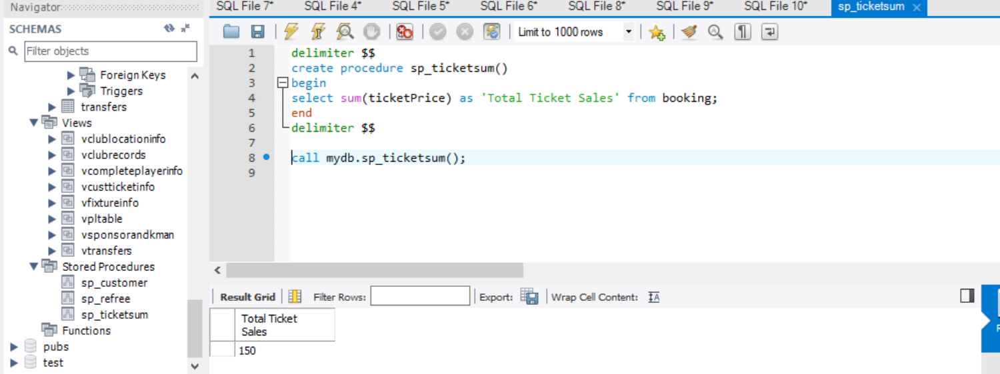 Navigator
SCHEMAS
Filter objects
Foreign Keys
Triggers
transfers
Views
vclublocationinfo
vclubrecords
vcompleteplayerinfo
vcustticketinfo
vfixtureinfo
vpltable
vsponsorandkman
vtransfers
Stored Procedures
sp_customer
sp_refree
sp_ticketsum
Functions
pubs
test
SQL File 7* SQL File 4* SQL File 5* SQL File 6* SQL File 8* SQL File 9* SQL File 10* sp_ticketsum ×
Limit to 1000 rows
1 delimiter $$
2 create procedure sp_ticketsum()
3 begin
4 select sum(ticketPrice) as 'Total Ticket Sales' from booking;
5 end
6 delimiter $$
7
8 call mydb.sp_ticketsum();
9
Result Grid Filter Rows: Export: Wrap Cell Content: IA
Total Ticket
Sales
150